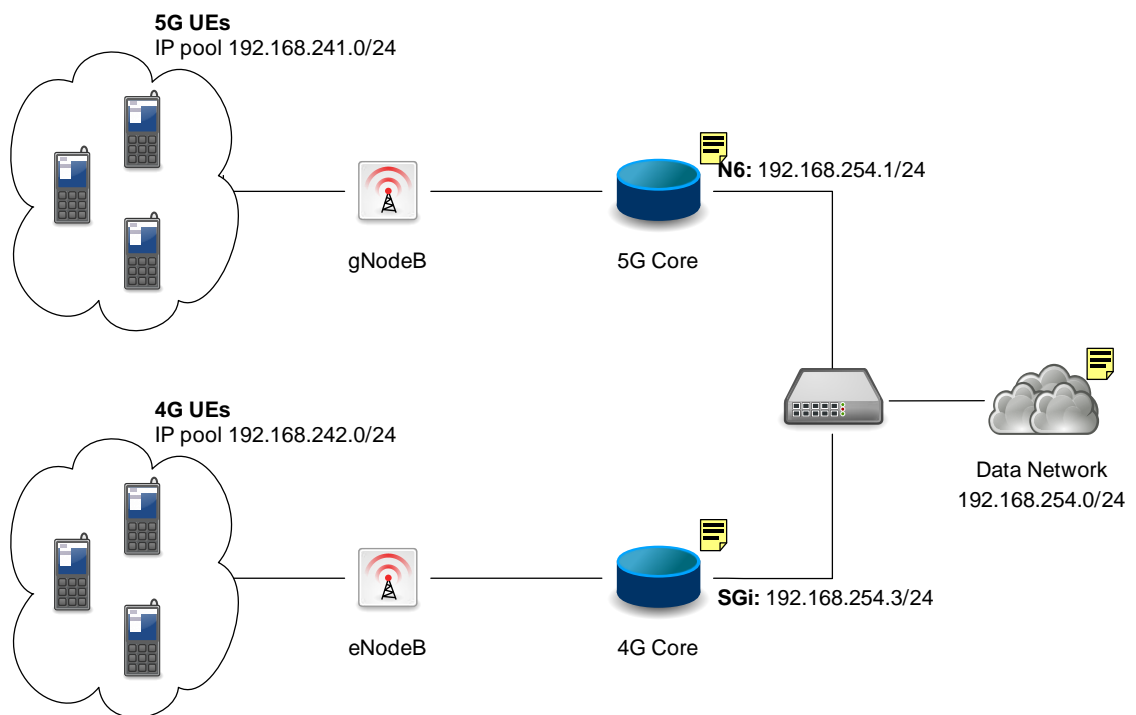 5G UEs
IP pool 192.168.241.0/24
N6: 192.168.254.1/24
gNodeB
5G Core
4G UEs
IP pool 192.168.242.0/24
Data Network
192.168.254.0/24
SGi: 192.168.254.3/24
eNodeB
4G Core